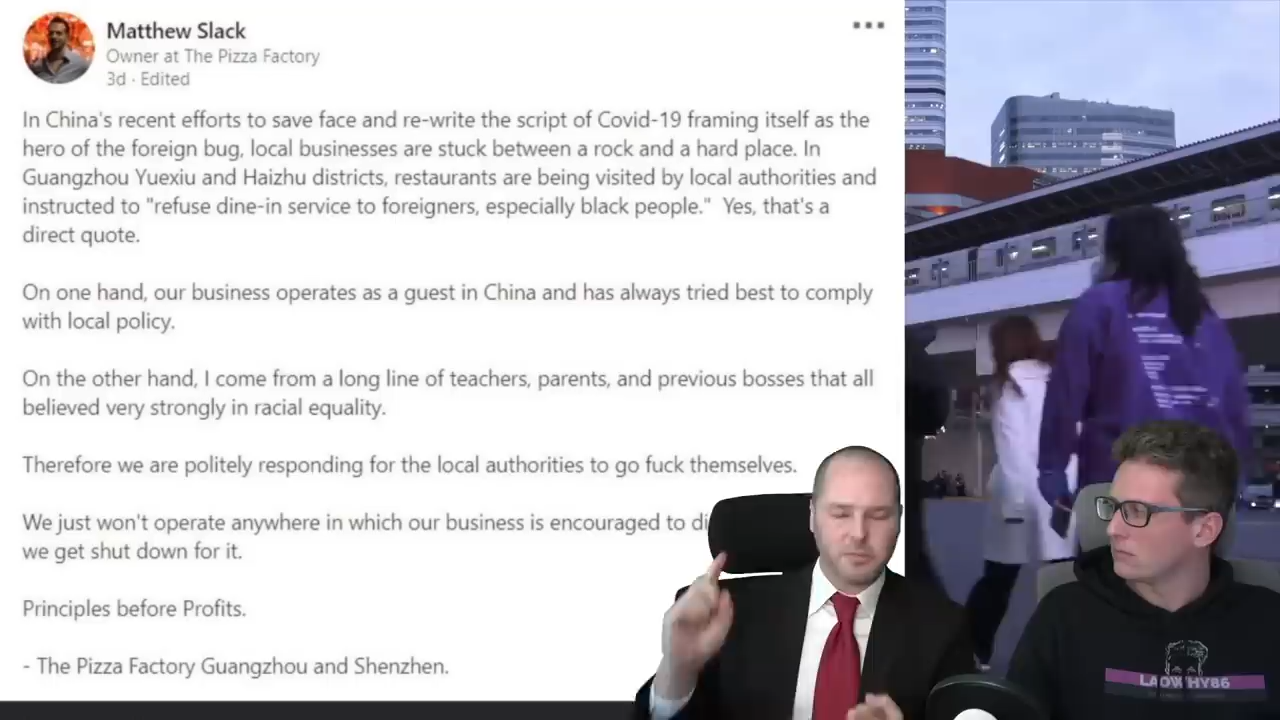 Matthew Slack
Owner at The Pizza Factory
3d · Edited
In China's recent efforts to save face and re-write the script of Covid-19 framing itself as the
hero of the foreign bug, local businesses are stuck between a rock and a hard place. In
Guangzhou Yuexiu and Haizhu districts, restaurants are being visited by local authorities and
instructed to "refuse dine-in service to foreigners, especially black people."  Yes, that's a
direct quote.
On one hand, our business operates as a guest in China and has always tried best to comply
with local policy.
On the other hand, I come from a long line of teachers, parents, and previous bosses that all
believed very strongly in racial equality.
Therefore we are politely responding for the local authorities to go fuck themselves.
We just won't operate anywhere in which our business is encouraged to di
we get shut down for it.
Principles before Profits.
- The Pizza Factory Guangzhou and Shenzhen.
LAOWHY86